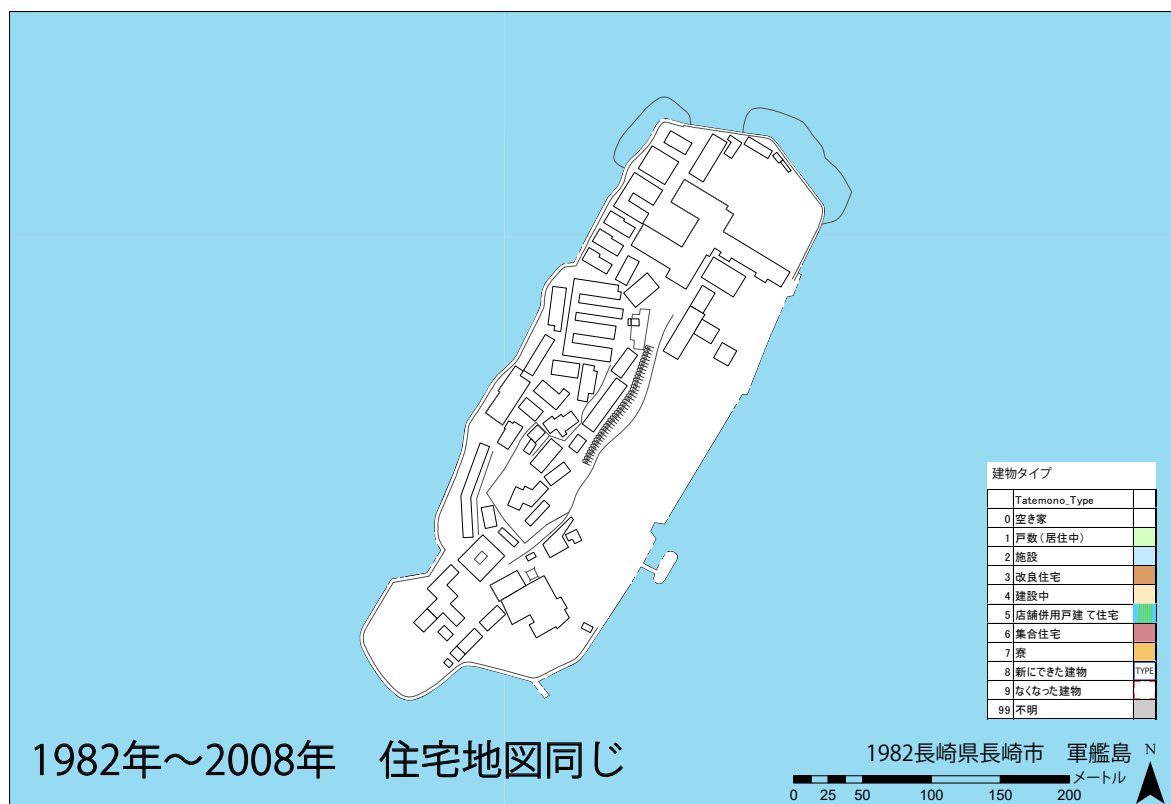 建物タイプ
Tatemono_Type
0 空き家
1 戸数(居住中)
2 施設
3 改良住宅
4 建設中
5 店舗併用戸建て住宅
6 集合住宅
7 寮
8 新にできた建物 TYPE
9 なくなった建物
99 不明
1982年～2008年　住宅地図同じ
1982長崎県長崎市　軍艦島
N
メートル
0 25 50 100 150 200